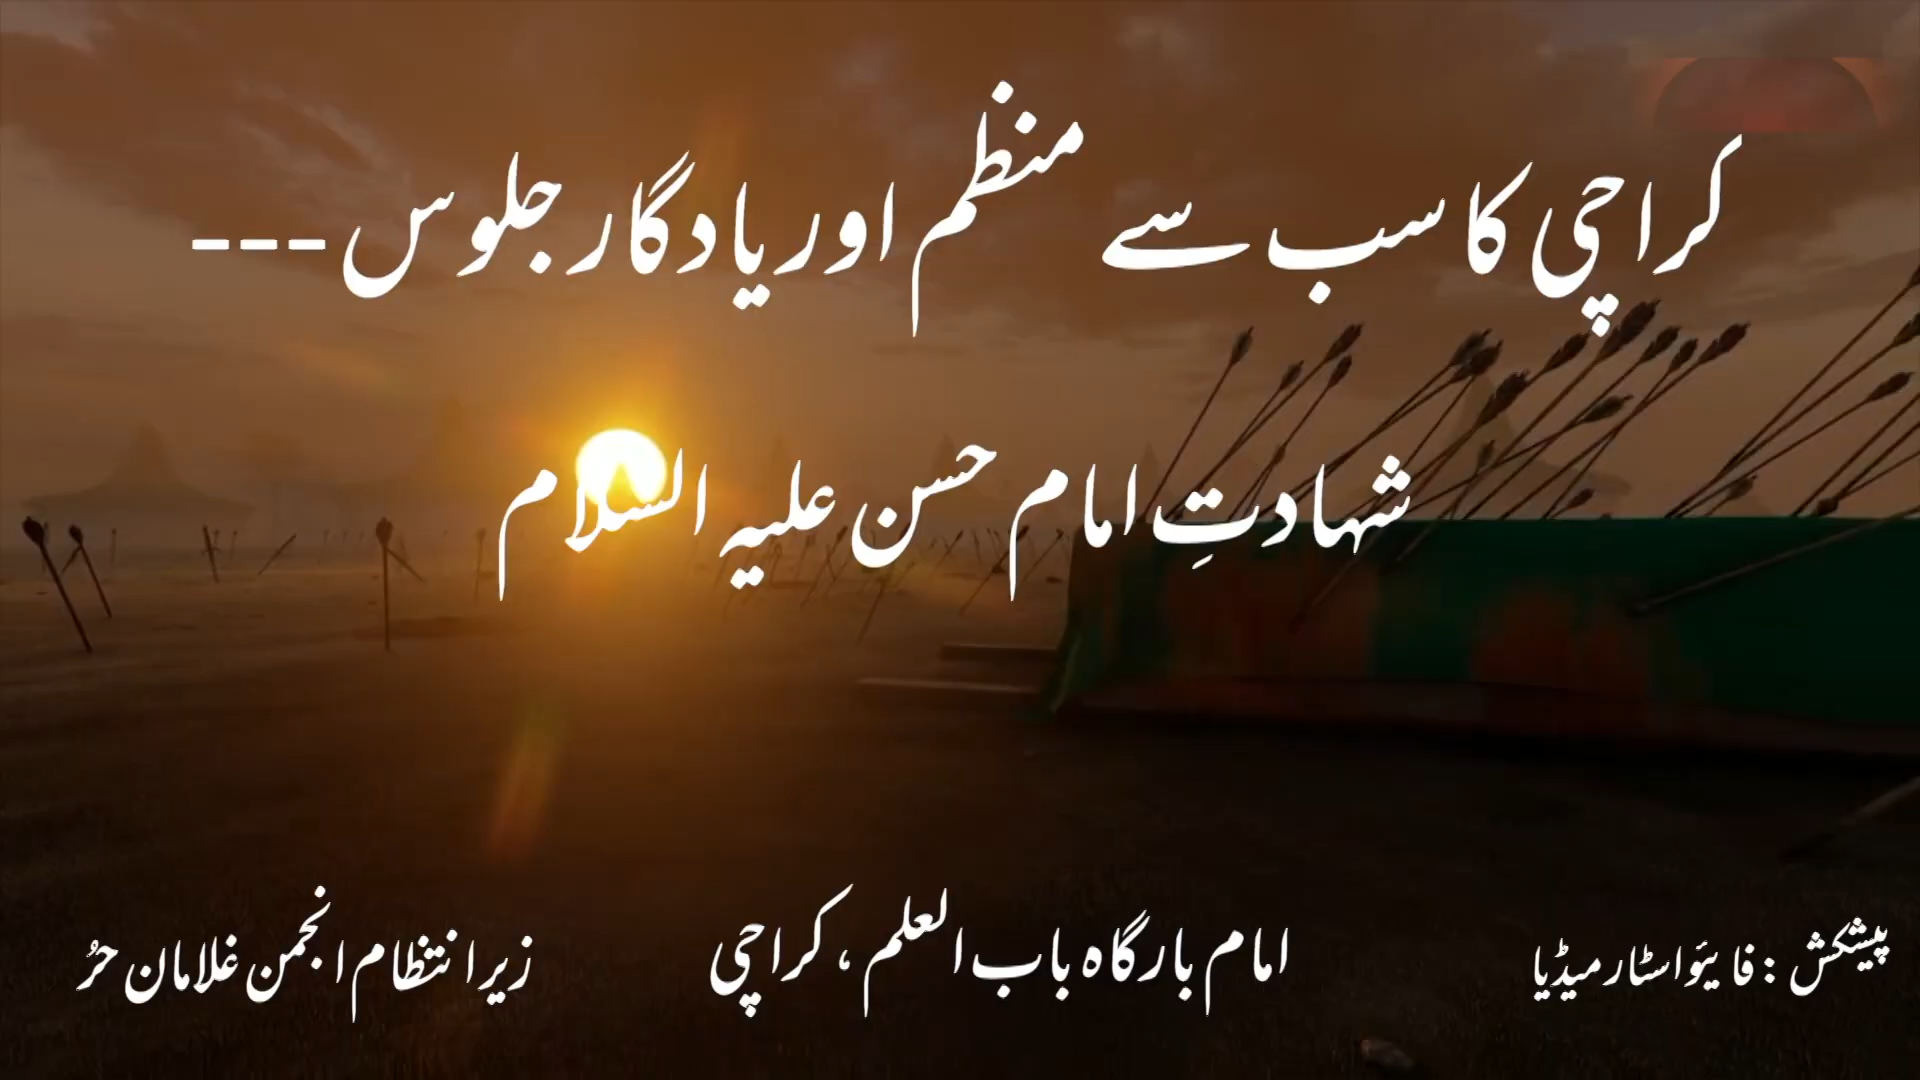 کراچی کا سب سے منظم اور یادگار جلوس---
شہادتِ امام حسن علیہ السلام
پیشکش : فائیو اسٹار میڈیا
امام بارگاہ باب العلم ، کراچی
زیر انتظام انجمن غلامان حرُ